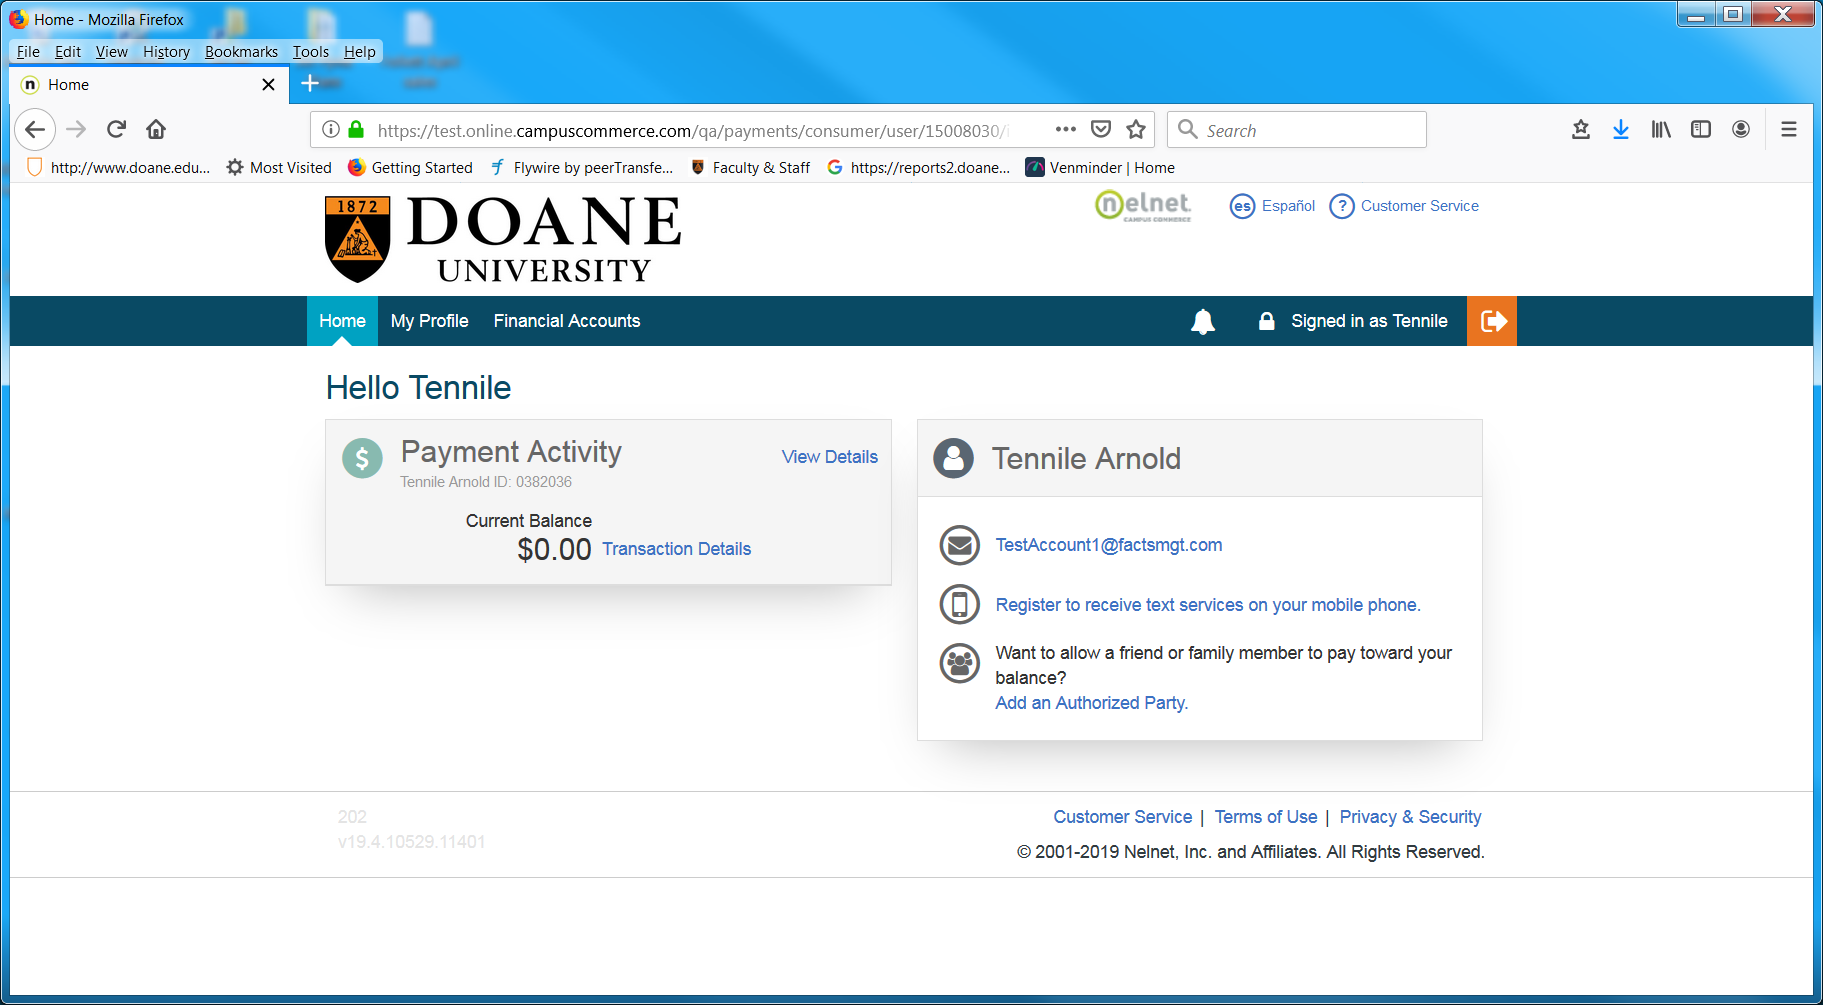 Home - Mozilla Firefox
File Edit View History Bookmarks Tools Help
n Home
https://test.online.campuscommerce.com/qa/payments/consumer/user/15008030/
Search
http://www.doane.edu... Most Visited Getting Started Flywire by peerTransfe... Faculty & Staff https://reports2.doane... Venminder | Home
1872
DOANE
UNIVERSITY
nelnet
CAMPUS COMMERCE
es Español ? Customer Service
Home My Profile Financial Accounts Signed in as Tennile
Hello Tennile
$ Payment Activity View Details
Tennile Arnold ID: 0382036
Current Balance
$0.00 Transaction Details
Tennile Arnold
TestAccount1@factsmgt.com
Register to receive text services on your mobile phone.
Want to allow a friend or family member to pay toward your
balance?
Add an Authorized Party.
202
v19.4.10529.11401
Customer Service | Terms of Use | Privacy & Security
© 2001-2019 Nelnet, Inc. and Affiliates. All Rights Reserved.